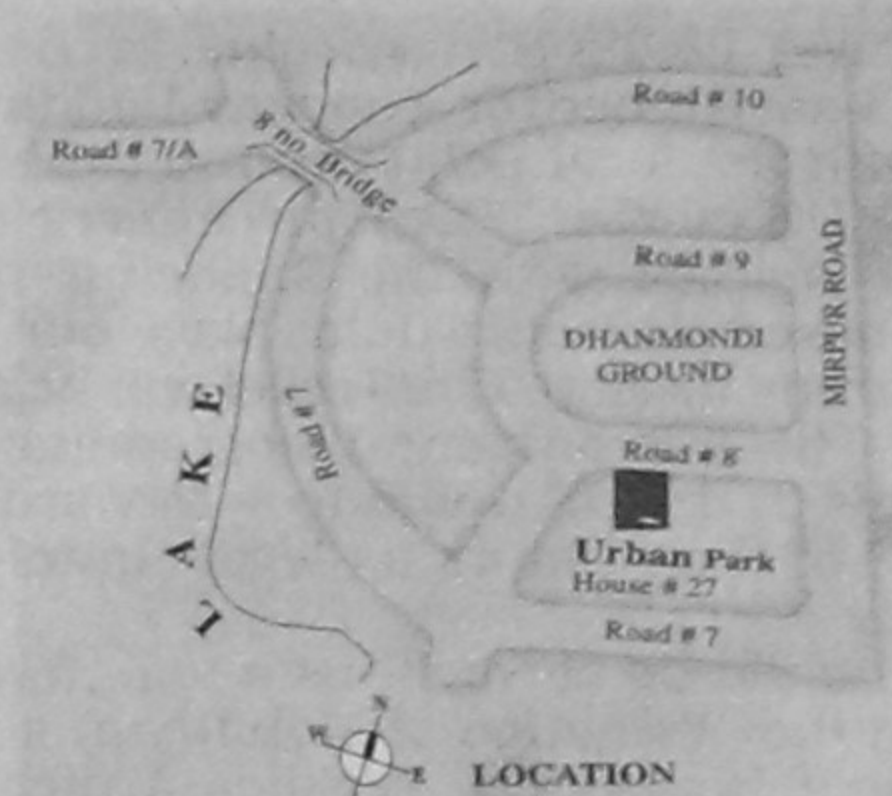 Road # 10
8 no. Bridge
Road # 7/A
Road # 9
MIRPUR ROAD
DHANMONDI
GROUND
LAKE
Road # 7
Road # 8
Urban Park
House # 27
Road # 7
N
W
E
LOCATION